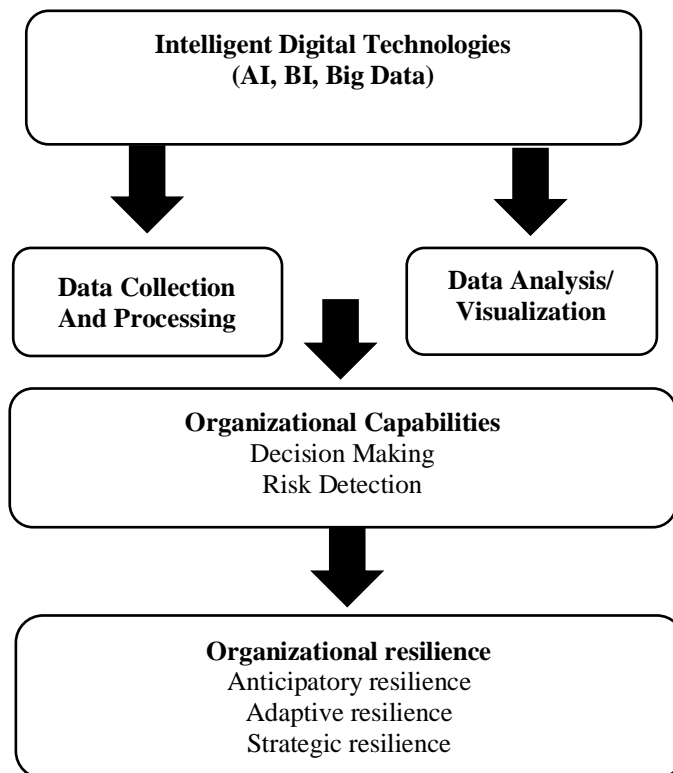 Intelligent Digital Technologies
(AI, BI, Big Data)
Data Collection
And Processing
Data Analysis/
Visualization
Organizational Capabilities
Decision Making
Risk Detection
Organizational resilience
Anticipatory resilience
Adaptive resilience
Strategic resilience